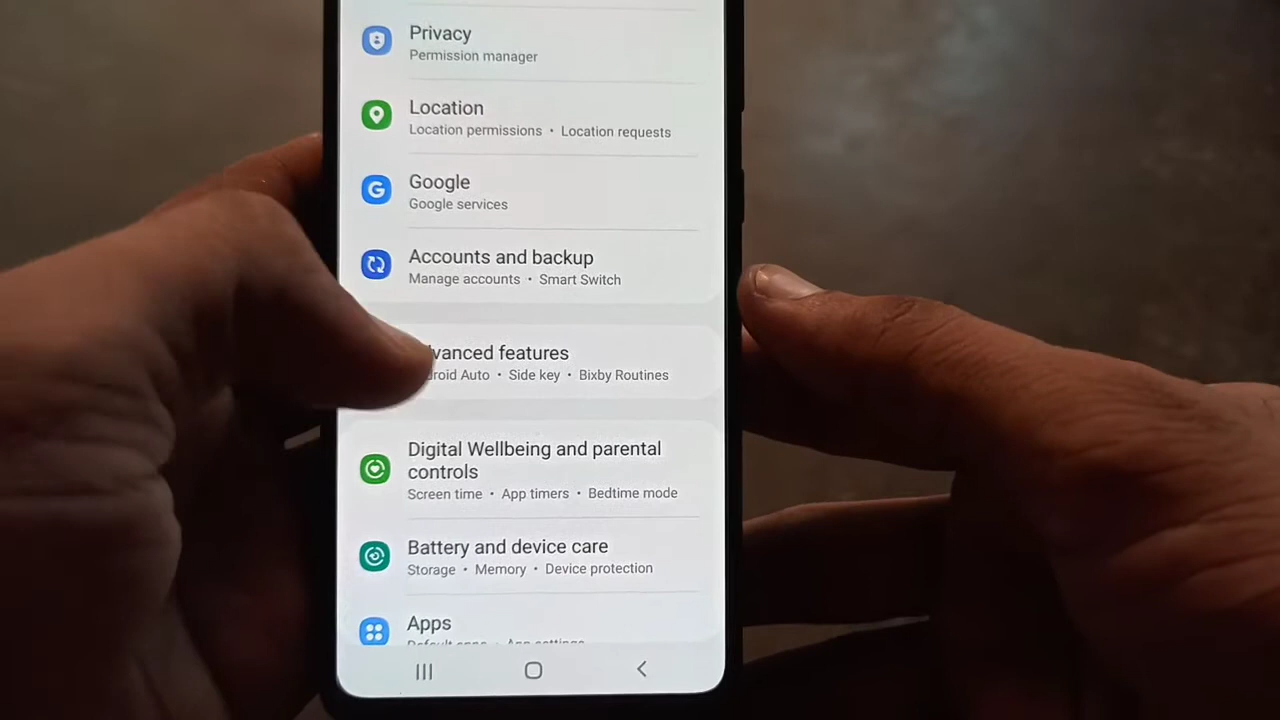 Privacy
Permission manager
Location
Location permissions • Location requests
Google
Google services
Accounts and backup
Manage accounts • Smart Switch
vanced features
roid Auto • Side key • Bixby Routines
Digital Wellbeing and parental
controls
Screen time • App timers • Bedtime mode
Battery and device care
Storage • Memory • Device protection
Apps